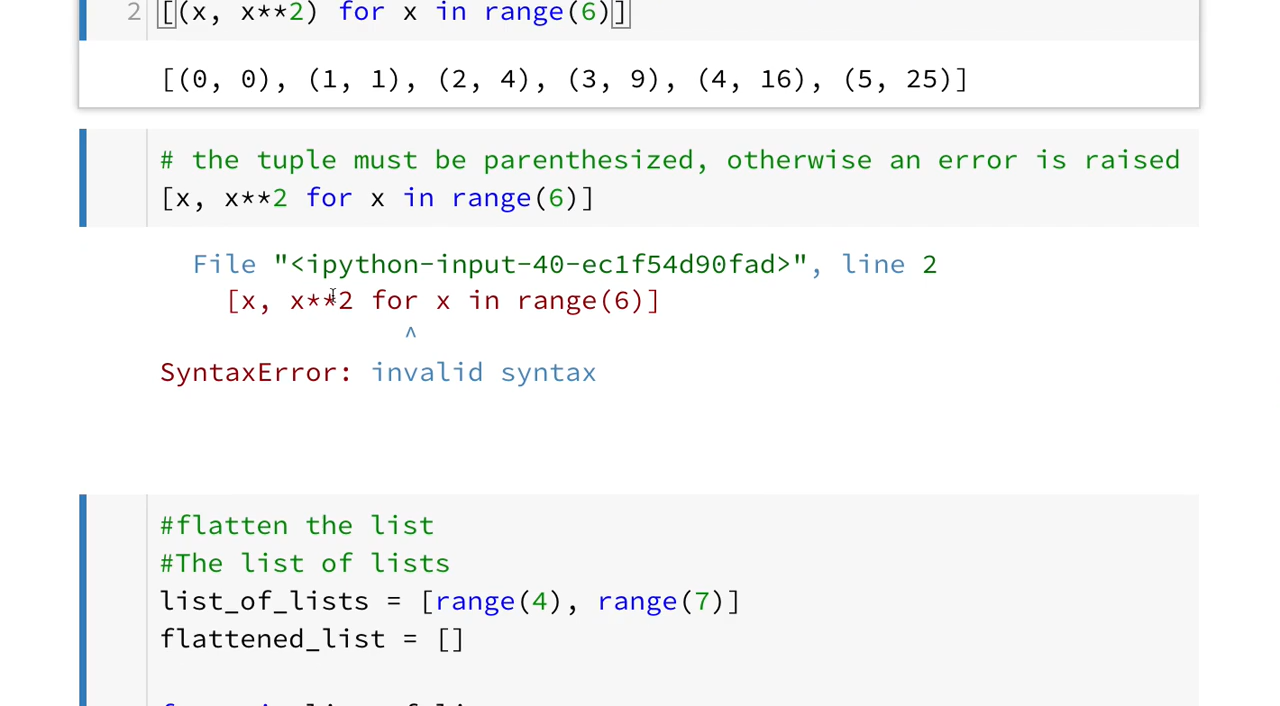 2 [(x, x**2) for x in range(6)]
[(0, 0), (1, 1), (2, 4), (3, 9), (4, 16), (5, 25)]
# the tuple must be parenthesized, otherwise an error is raised
[x, x**2 for x in range(6)]
File "<ipython-input-40-ec1f54d90fad>", line 2
[x, x**2 for x in range(6)]
^
SyntaxError: invalid syntax
#flatten the list
#The list of lists
list_of_lists = [range(4), range(7)]
flattened_list = []